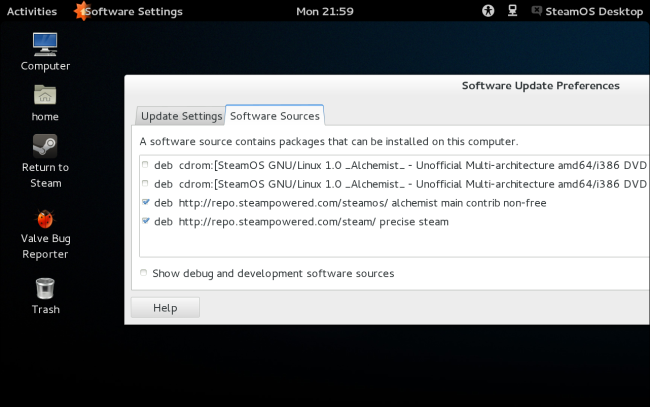 Activities
Software Settings
Mon 21:59
SteamOS Desktop
Computer
home
Return to
Steam
Valve Bug
Reporter
Trash
Software Update Preferences
Update Settings
Software Sources
A software source contains packages that can be installed on this computer.
deb cdrom:[SteamOS GNU/Linux 1.0 _Alchemist_ - Unofficial Multi-architecture amd64/i386 DVD
deb cdrom:[SteamOS GNU/Linux 1.0 _Alchemist_ - Unofficial Multi-architecture amd64/i386 DVD
deb http://repo.steampowered.com/steamos/ alchemist main contrib non-free
deb http://repo.steampowered.com/steam/ precise steam
Show debug and development software sources
Help